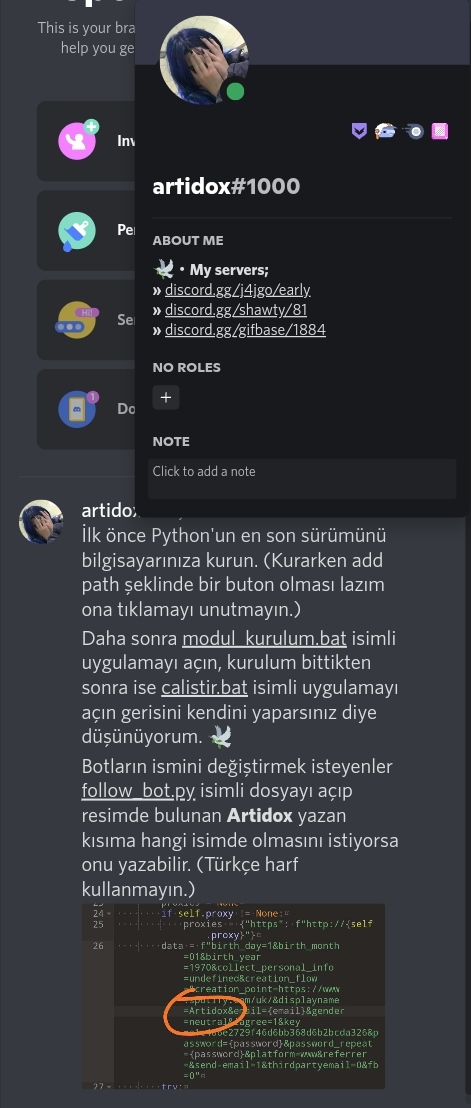 This is your bra
help you ge
artidox#1000
Inv
Per
ABOUT ME
🕊 • My servers;
» discord.gg/j4jgo/early
» discord.gg/shawty/81
» discord.gg/gifbase/1884
Hi!
NO ROLES
+
1
Do
NOTE
Click to add a note
artido
İlk önce Python'un en son sürümünü
bilgisayarınıza kurun. (Kurarken add
path şeklinde bir buton olması lazım
ona tıklamayı unutmayın.)
Daha sonra modul_kurulum.bat isimli
uygulamayı açın, kurulum bittikten
sonra ise calistir.bat isimli uygulamayı
açın gerisini kendini yaparsınız diye
düşünüyorum. 🕊
Botların ismini değiştirmek isteyenler
follow_bot.py isimli dosyayı açıp
resimde bulunan Artidox yazan
kısıma hangi isimde olmasını istiyorsa
onu yazabilir. (Türkçe harf
kullanmayın.)
proxies = None
24 if self.proxy != None:
25 proxies = {"https": f"http://{self
.proxy}"}
26 data = f"birth_day=1&birth_month
=01&birth_year
=1970&collect_personal_info
=undefined&creation_flow
=&creation_point=https://www
.spotify.com/uk/&displayname
=Artidox&email={email}&gender
=neutral&iagree=1&key
assword={password}&password_repeat
={password}&platform=www&referrer
=&send-email=1&thirdpartyemail=0&fb
=0"
27 try: